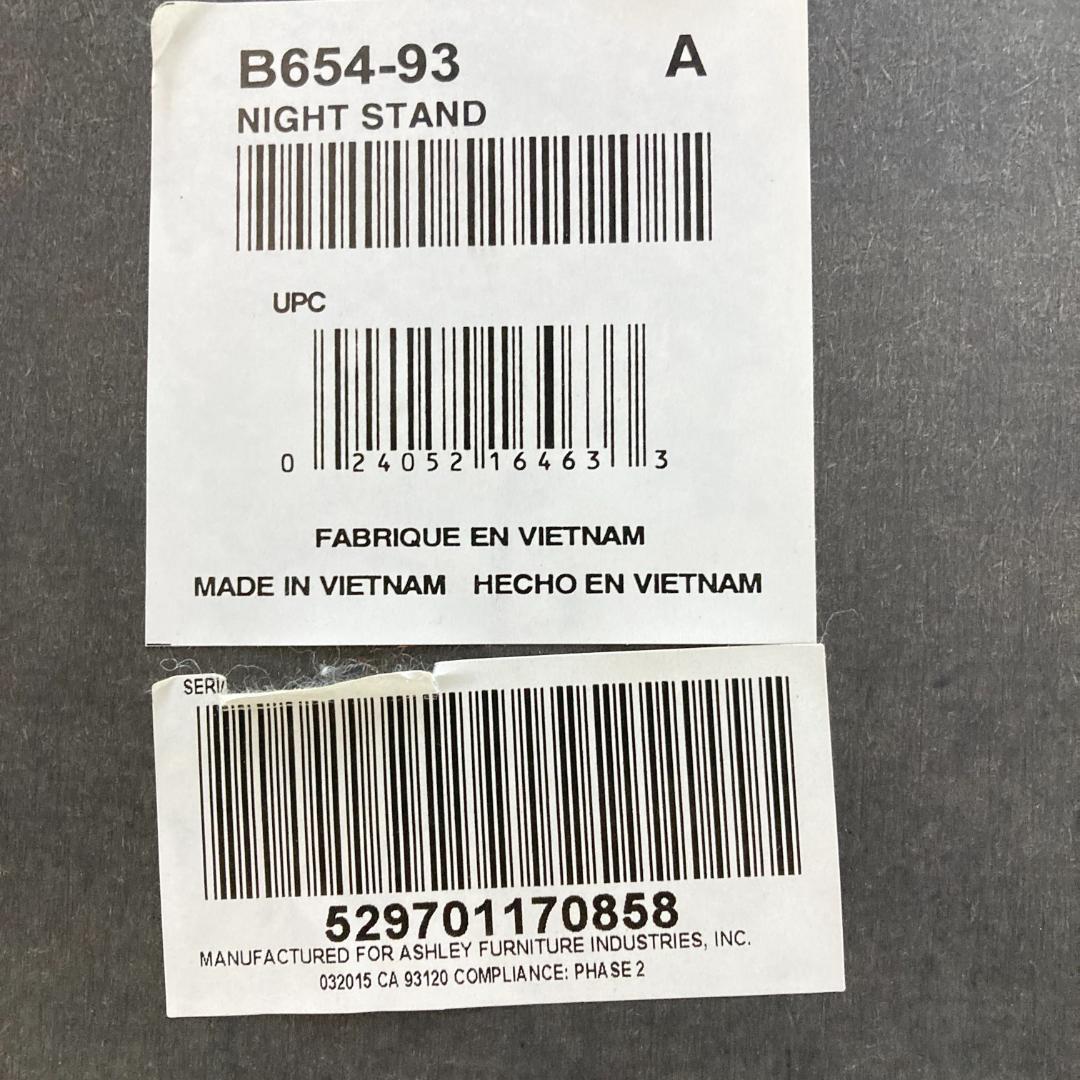 B654-93 A
NIGHT STAND
UPC
0 24052 16463 3
FABRIQUE EN VIETNAM
MADE IN VIETNAM HECHO EN VIETNAM
529701170858
MANUFACTURED FOR ASHLEY FURNITURE INDUSTRIES, INC.
032015 CA 93120 COMPLIANCE: PHASE 2